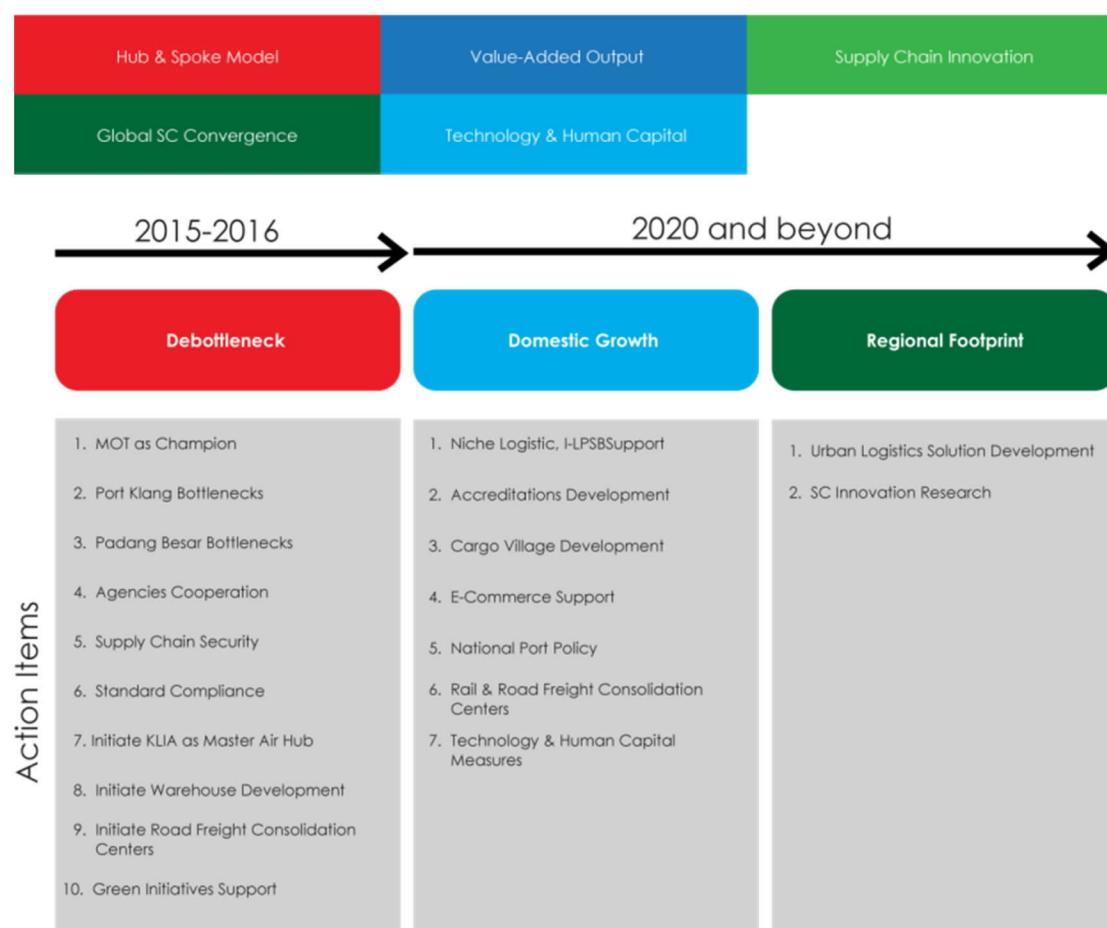 Hub & Spoke Model
Value-Added Output
Supply Chain Innovation
Global SC Convergence
Technology & Human Capital
2015-2016
2020 and beyond
Debottleneck
Domestic Growth
Regional Footprint
Action Items
1. MOT as Champion
2. Port Klang Bottlenecks
3. Padang Besar Bottlenecks
4. Agencies Cooperation
5. Supply Chain Security
6. Standard Compliance
7. Initiate KLIA as Master Air Hub
8. Initiate Warehouse Development
9. Initiate Road Freight Consolidation
Centers
10. Green Initiatives Support
1. Niche Logistic, I-LPSBSupport
2. Accreditations Development
3. Cargo Village Development
4. E-Commerce Support
5. National Port Policy
6. Rail & Road Freight Consolidation
Centers
7. Technology & Human Capital
Measures
1. Urban Logistics Solution Development
2. SC Innovation Research